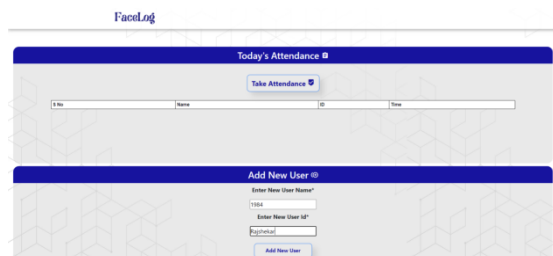 FaceLog
Today's Attendance
Take Attendance
S No Name ID Time
Add New User
Enter New User Name*
1984
Enter New User Id*
Rajshekar
Add New User